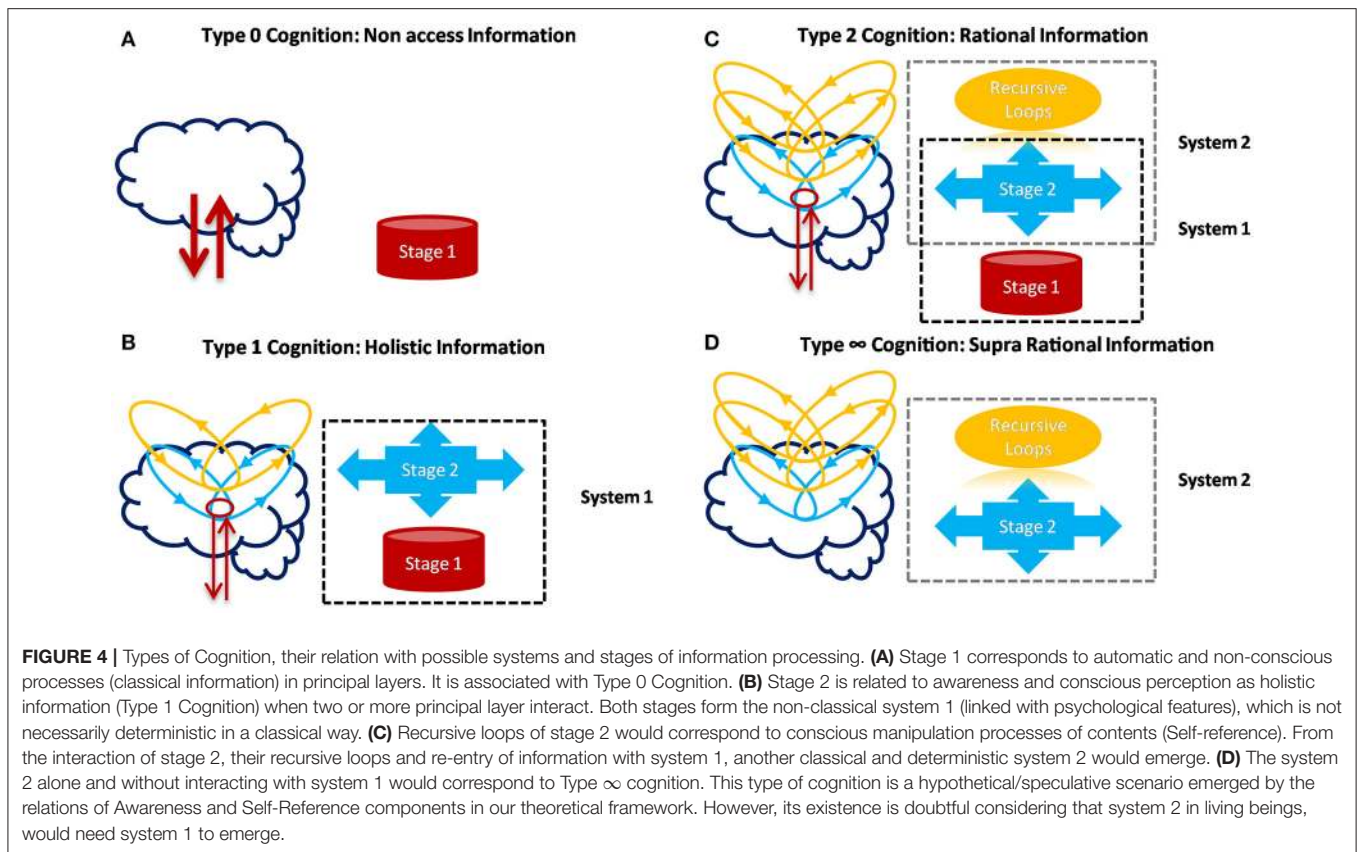 A
Type 0 Cognition: Non access Information
Stage 1
B
Type 1 Cognition: Holistic Information
Stage 2
Stage 1
System 1
C
Type 2 Cognition: Rational Information
Recursive
Loops
Stage 2
Stage 1
System 2
System 1
D
Type ∞ Cognition: Supra Rational Information
Recursive
Loops
Stage 2
System 2
FIGURE 4 | Types of Cognition, their relation with possible systems and stages of information processing. (A) Stage 1 corresponds to automatic and non-conscious
processes (classical information) in principal layers. It is associated with Type 0 Cognition. (B) Stage 2 is related to awareness and conscious perception as holistic
information (Type 1 Cognition) when two or more principal layer interact. Both stages form the non-classical system 1 (linked with psychological features), which is not
necessarily deterministic in a classical way. (C) Recursive loops of stage 2 would correspond to conscious manipulation processes of contents (Self-reference). From
the interaction of stage 2, their recursive loops and re-entry of information with system 1, another classical and deterministic system 2 would emerge. (D) The system
2 alone and without interacting with system 1 would correspond to Type ∞ cognition. This type of cognition is a hypothetical/speculative scenario emerged by the
relations of Awareness and Self-Reference components in our theoretical framework. However, its existence is doubtful considering that system 2 in living beings,
would need system 1 to emerge.